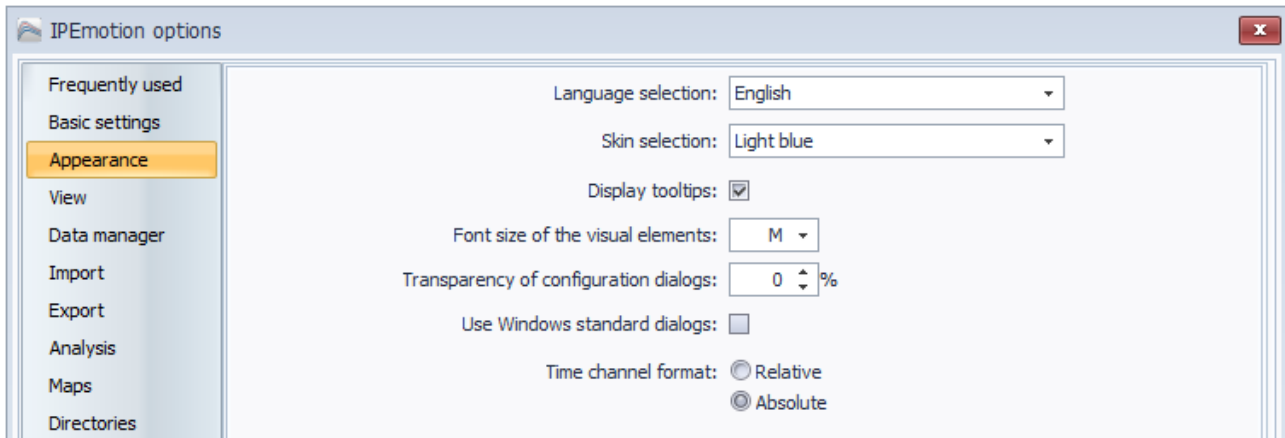 IPEmotion options
Frequently used
Basic settings
Appearance
View
Data manager
Import
Export
Analysis
Maps
Directories
Language selection: English
Skin selection: Light blue
Display tooltips:
Font size of the visual elements: M
Transparency of configuration dialogs: 0 %
Use Windows standard dialogs:
Time channel format: Relative
Absolute